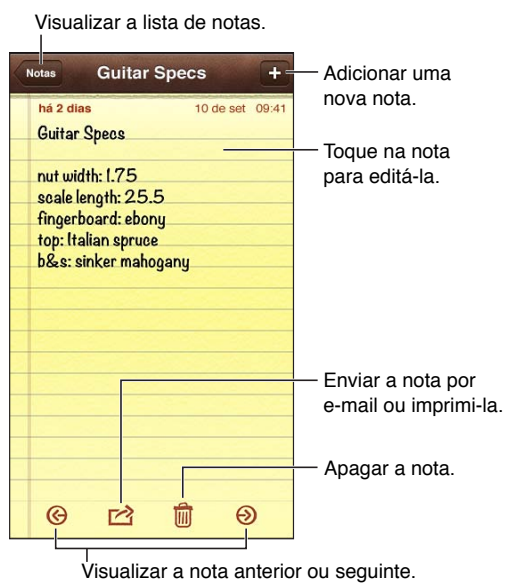 Visualizar a lista de notas.
Notas Guitar Specs +
Adicionar uma
nova nota.
há 2 dias 10 de set 09:41
Guitar Specs
Toque na nota
para editá-la.
nut width: 1.75
scale length: 25.5
fingerboard: ebony
top: Italian spruce
b&s: sinker mahogany
Enviar a nota por
e-mail ou imprimi-la.
Apagar a nota.
Visualizar a nota anterior ou seguinte.